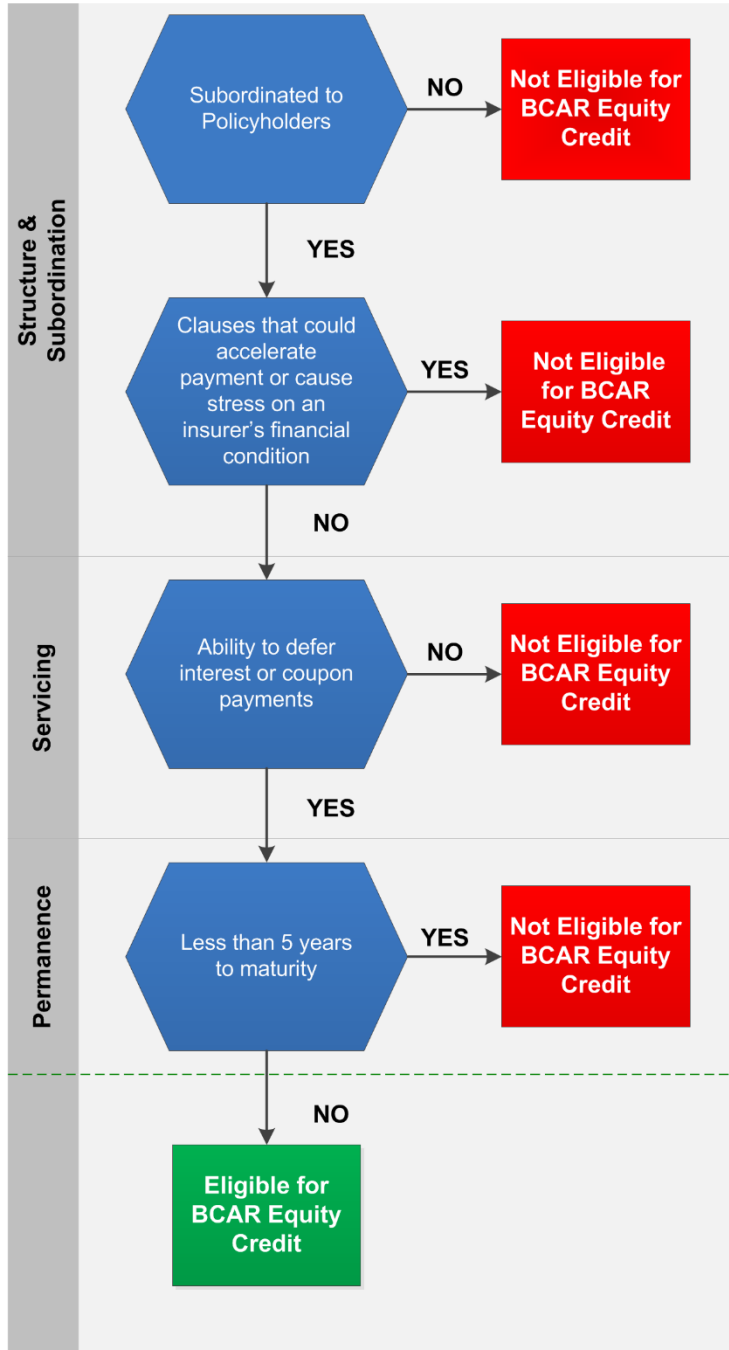 Structure &
Subordination
Subordinated to
Policyholders
NO
Not Eligible for
BCAR Equity
Credit
YES
Clauses that could
accelerate
payment or cause
stress on an
insurer’s financial
condition
YES
Not Eligible
for BCAR
Equity Credit
NO
Servicing
Ability to defer
interest or coupon
payments
NO
Not Eligible for
BCAR Equity
Credit
YES
Permanence
Less than 5 years
to maturity
YES
Not Eligible for
BCAR Equity
Credit
NO
Eligible for
BCAR Equity
Credit